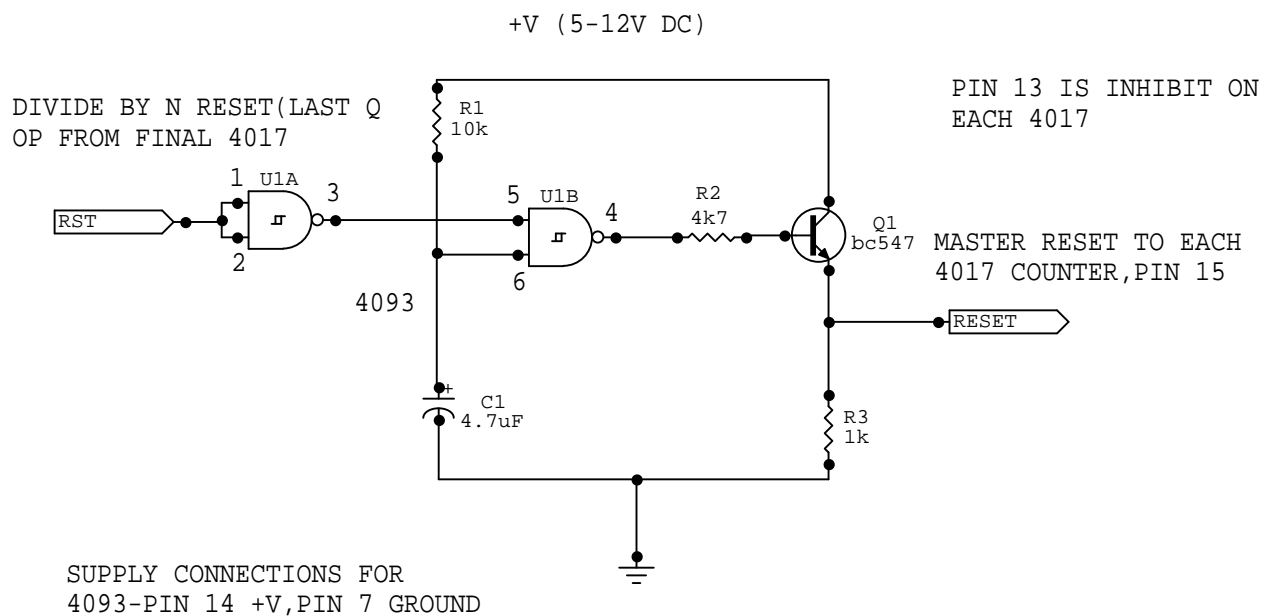 +V (5-12V DC)
DIVIDE BY N RESET(LAST Q
OP FROM FINAL 4017
PIN 13 IS INHIBIT ON
EACH 4017
R1
10k
1
U1A
3
2
RST
5
U1B
4
6
4093
R2
4k7
Q1
bc547
MASTER RESET TO EACH
4017 COUNTER,PIN 15
RESET
+
C1
4.7uF
R3
1k
SUPPLY CONNECTIONS FOR
4093-PIN 14 +V,PIN 7 GROUND